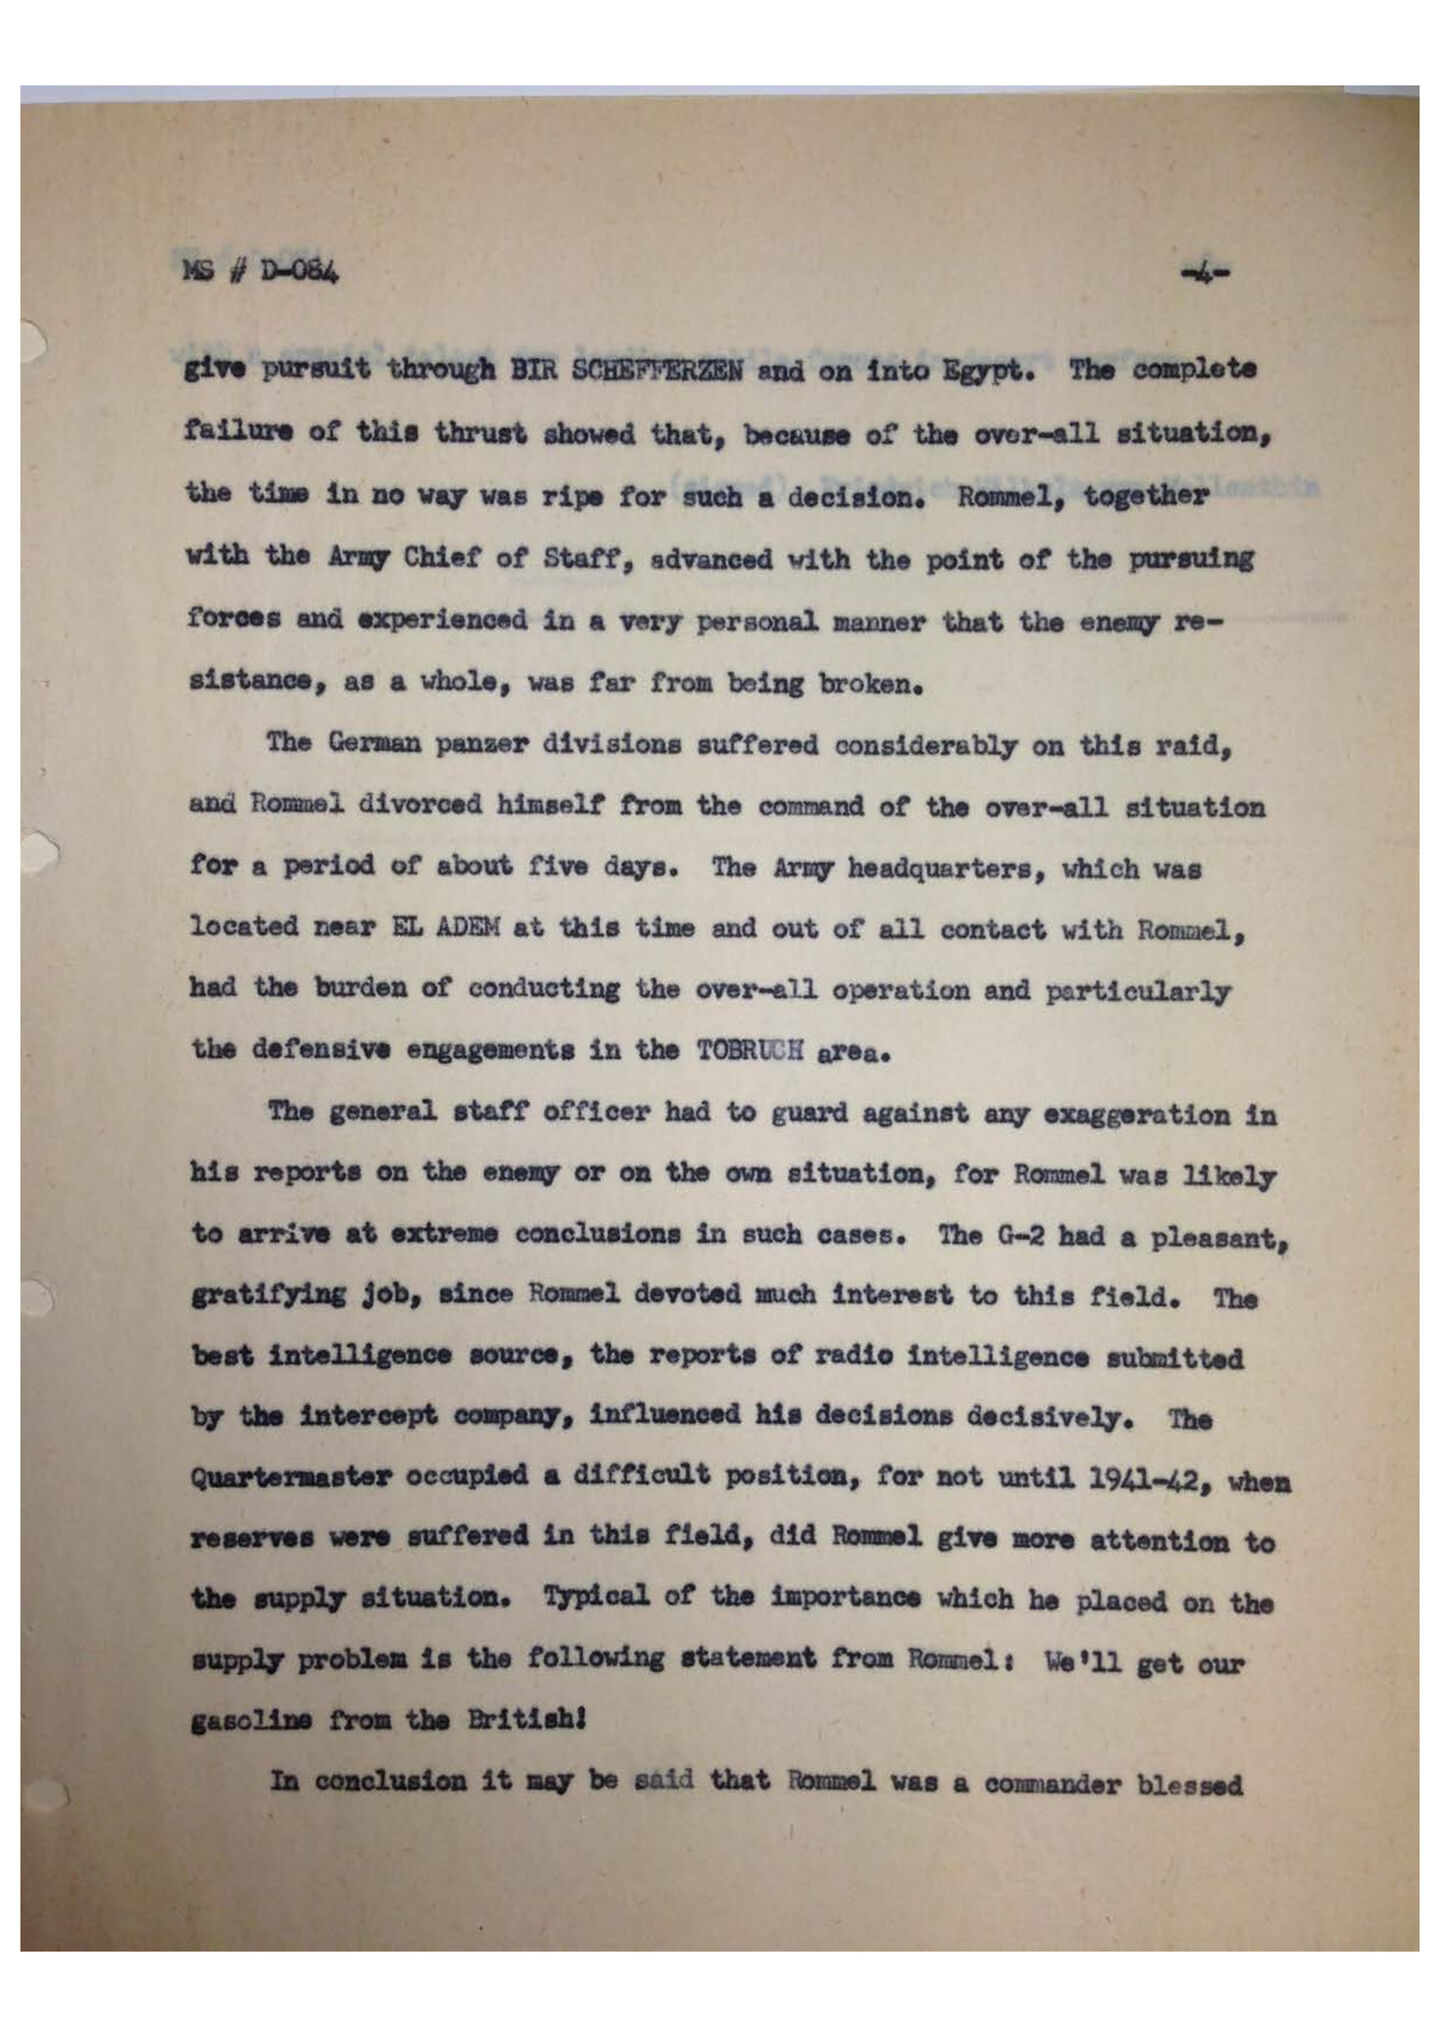 MS # D-084 -4-
give pursuit through BIR SCHEFFERZEN and on into Egypt. The complete
failure of this thrust showed that, because of the over-all situation,
the time in no way was ripe for such a decision. Rommel, together
with the Army Chief of Staff, advanced with the point of the pursuing
forces and experienced in a very personal manner that the enemy re-
sistance, as a whole, was far from being broken.
The German panzer divisions suffered considerably on this raid,
and Rommel divorced himself from the command of the over-all situation
for a period of about five days. The Army headquarters, which was
located near EL ADEM at this time and out of all contact with Rommel,
had the burden of conducting the over-all operation and particularly
the defensive engagements in the TOBRUCH area.
The general staff officer had to guard against any exaggeration in
his reports on the enemy or on the own situation, for Rommel was likely
to arrive at extreme conclusions in such cases. The G-2 had a pleasant,
gratifying job, since Rommel devoted much interest to this field. The
best intelligence source, the reports of radio intelligence submitted
by the intercept company, influenced his decisions decisively. The
Quartermaster occupied a difficult position, for not until 1941-42, when
reserves were suffered in this field, did Rommel give more attention to
the supply situation. Typical of the importance which he placed on the
supply problem is the following statement from Rommel: We'll get our
gasoline from the British!
In conclusion it may be said that Rommel was a commander blessed